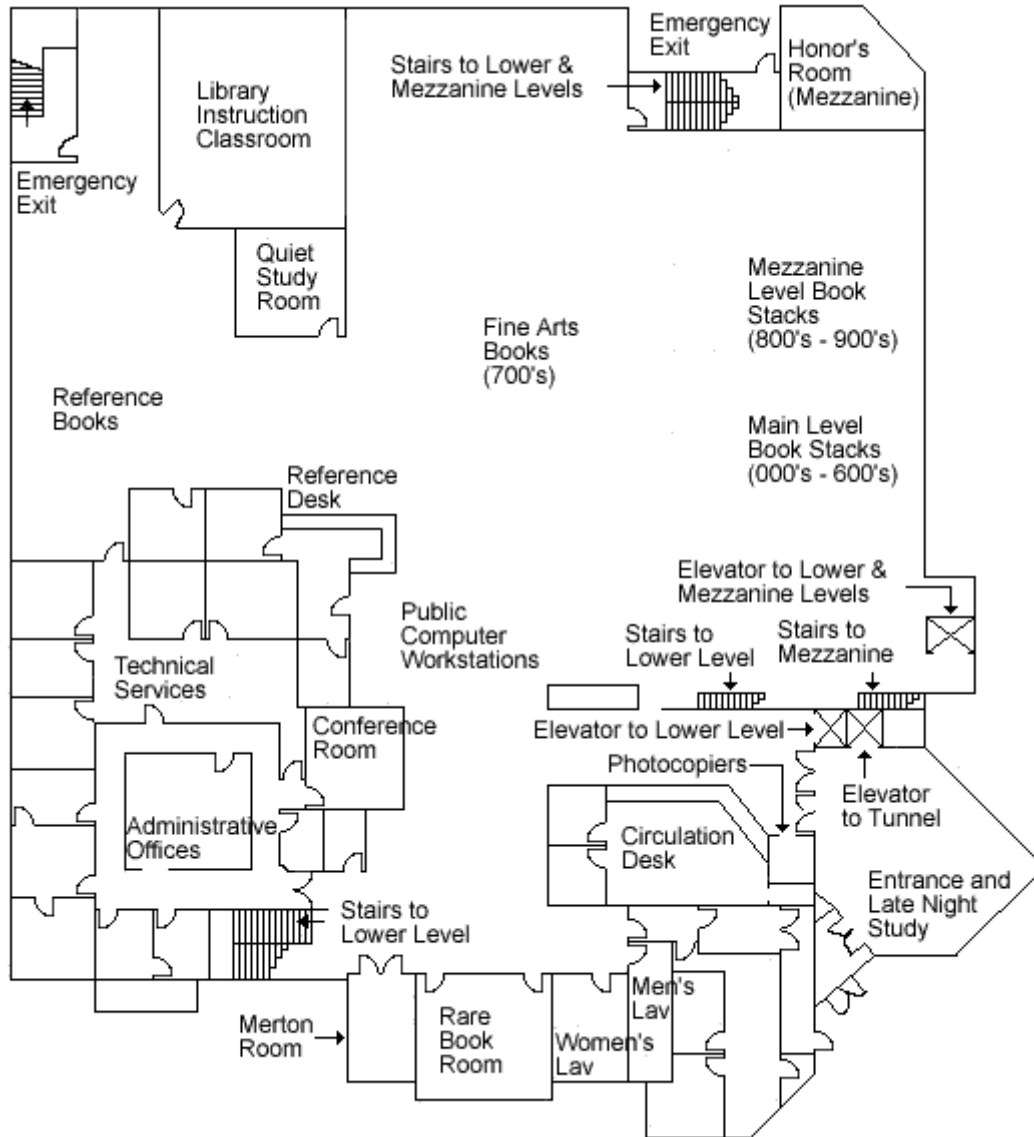 Emergency
Exit
Honor's
Room
(Mezzanine)
Stairs to Lower &
Mezzanine Levels
Library
Instruction
Classroom
Emergency
Exit
Quiet
Study
Room
Mezzanine
Level Book
Stacks
(800's - 900's)
Fine Arts
Books
(700's)
Reference
Books
Main Level
Book Stacks
(000's - 600's)
Reference
Desk
Elevator to Lower &
Mezzanine Levels
Public
Computer
Workstations
Stairs to
Lower Level
Stairs to
Mezzanine
Technical
Services
Conference
Room
Elevator to Lower Level
Photocopiers
Elevator
to Tunnel
Administrative
Offices
Circulation
Desk
Entrance and
Late Night
Study
Stairs to
Lower Level
Merton
Room
Rare
Book
Room
Women's
Lav
Men's
Lav